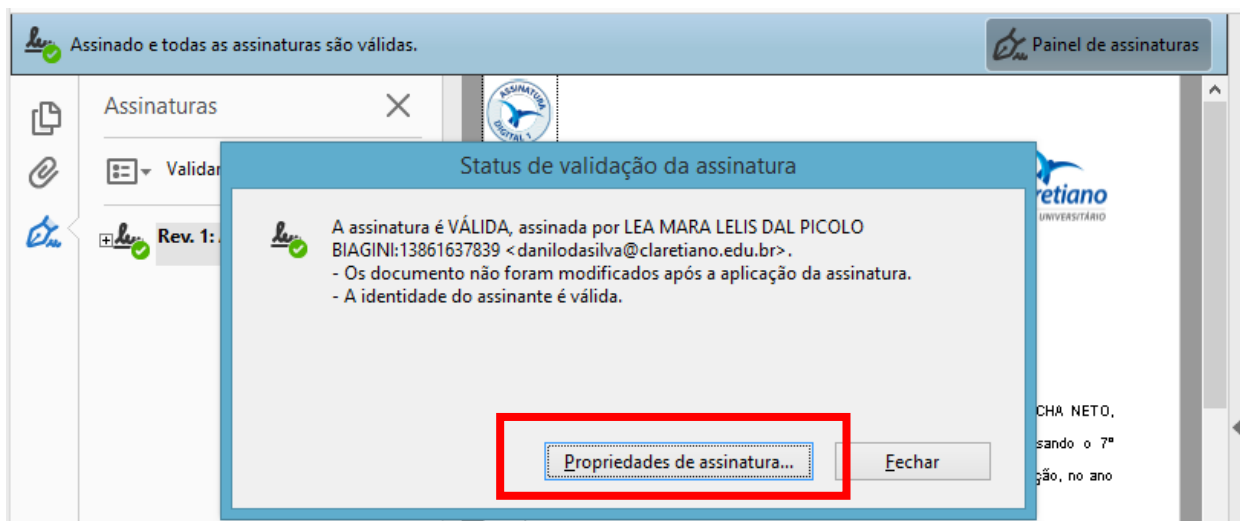 Assinado e todas as assinaturas são válidas.
Painel de assinaturas
Assinaturas
ASSINATURA DIGITAL 1
Validar
Status de validação da assinatura
retiano
UNIVERSITÁRIO
Rev. 1:
A assinatura é VÁLIDA, assinada por LEA MARA LELIS DAL PICOLO
BIAGINI:13861637839 <danilodasilva@claretiano.edu.br>.
- Os documento não foram modificados após a aplicação da assinatura.
- A identidade do assinante é válida.
CHA NETO,
sando o 7º
ção, no ano
Propriedades de assinatura...
Fechar